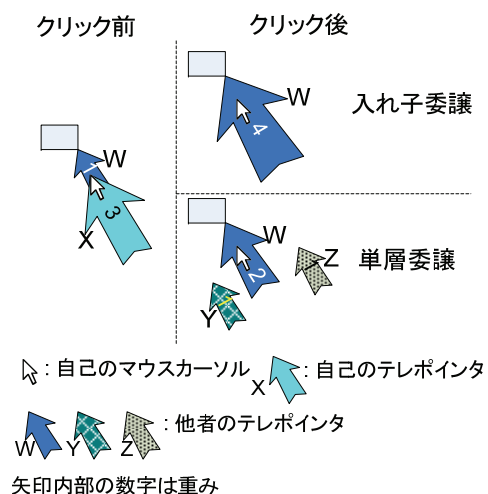 クリック前
クリック後
W
4
入れ子委譲
1
W
3
X
W
2
Z
単層委譲
Y
1
: 自己のマウスカーソル
X
: 自己のテレポインタ
W
Y
Z
: 他者のテレポインタ
矢印内部の数字は重み